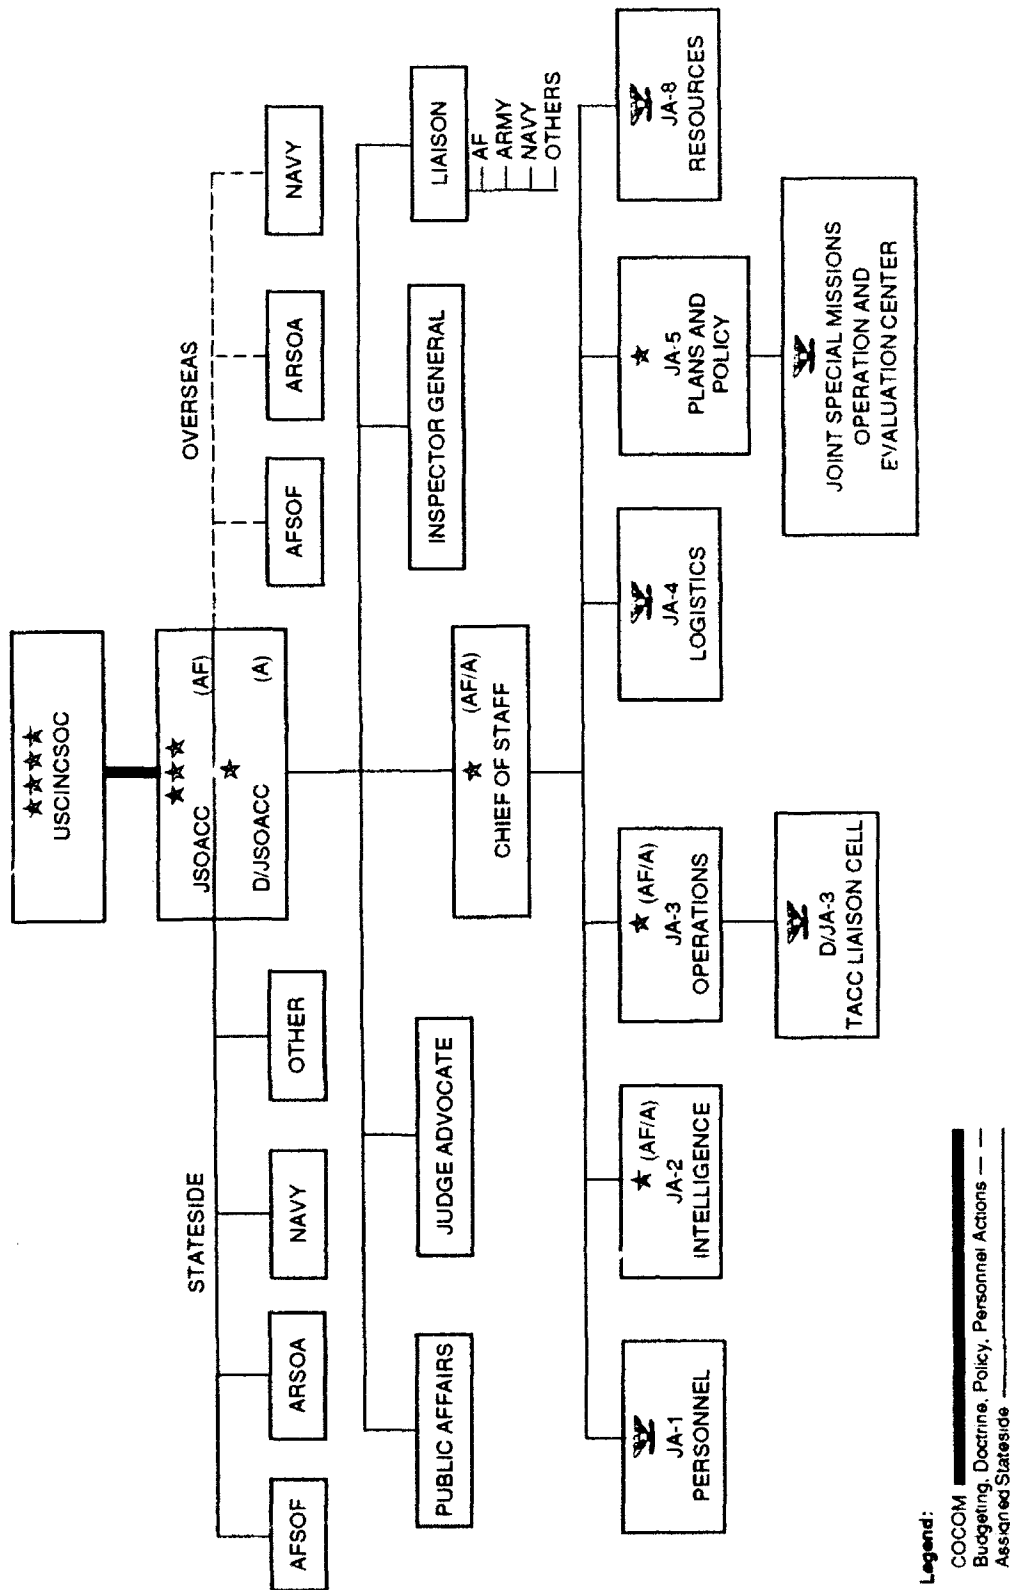 USCINCSOC
JSOACC (AF)
D/JSOACC (A)
STATESIDE
OVERSEAS
AFSOF
ARSOA
NAVY
OTHER
AFSOF
ARSOA
NAVY
PUBLIC AFFAIRS
JUDGE ADVOCATE
INSPECTOR GENERAL
LIAISON
AF
ARMY
NAVY
OTHERS
(AF/A)
CHIEF OF STAFF
JA-1
PERSONNEL
(AF/A)
JA-2
INTELLIGENCE
(AF/A)
JA-3
OPERATIONS
JA-4
LOGISTICS
JA-5
PLANS AND
POLICY
JA-8
RESOURCES
D/JA-3
TACC LIAISON CELL
JOINT SPECIAL MISSIONS
OPERATION AND
EVALUATION CENTER
Legend:
COCOM
Budgeting, Doctrine, Policy, Personnel Actions
Assigned Stateside